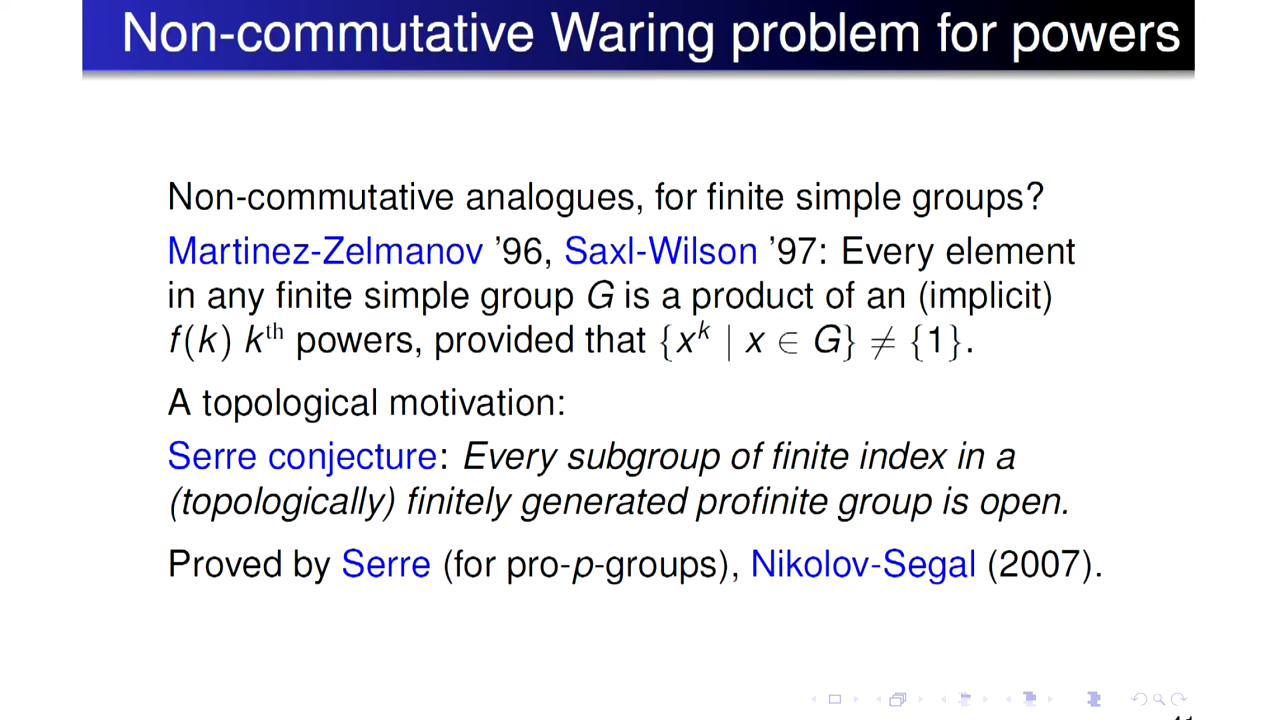 Non-commutative Waring problem for powers
Non-commutative analogues, for finite simple groups?
Martinez-Zelmanov ’96, Saxl-Wilson ’97: Every element
in any finite simple group G is a product of an (implicit)
f(k) kᵗʰ powers, provided that {xᵏ | x ∈ G} ≠ {1}.
A topological motivation:
Serre conjecture: Every subgroup of finite index in a
(topologically) finitely generated profinite group is open.
Proved by Serre (for pro-p-groups), Nikolov-Segal (2007).